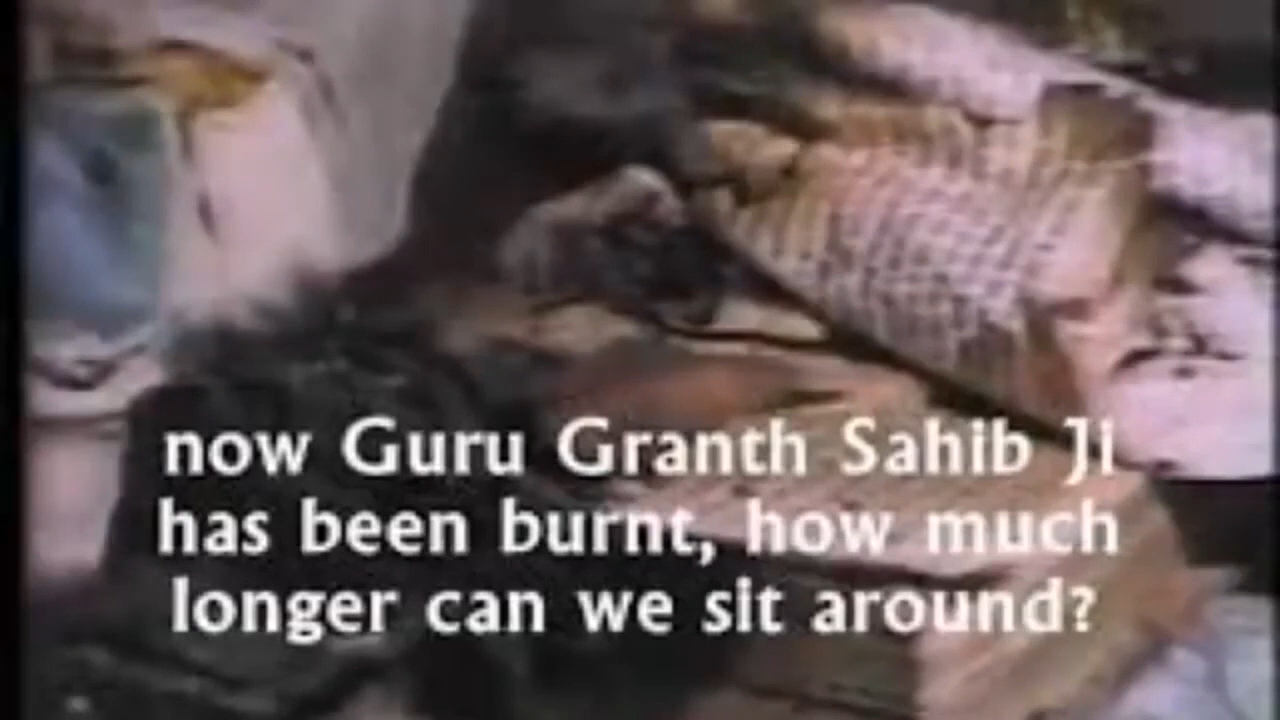 now Guru Granth Sahib Ji
has been burnt, how much
longer can we sit around?